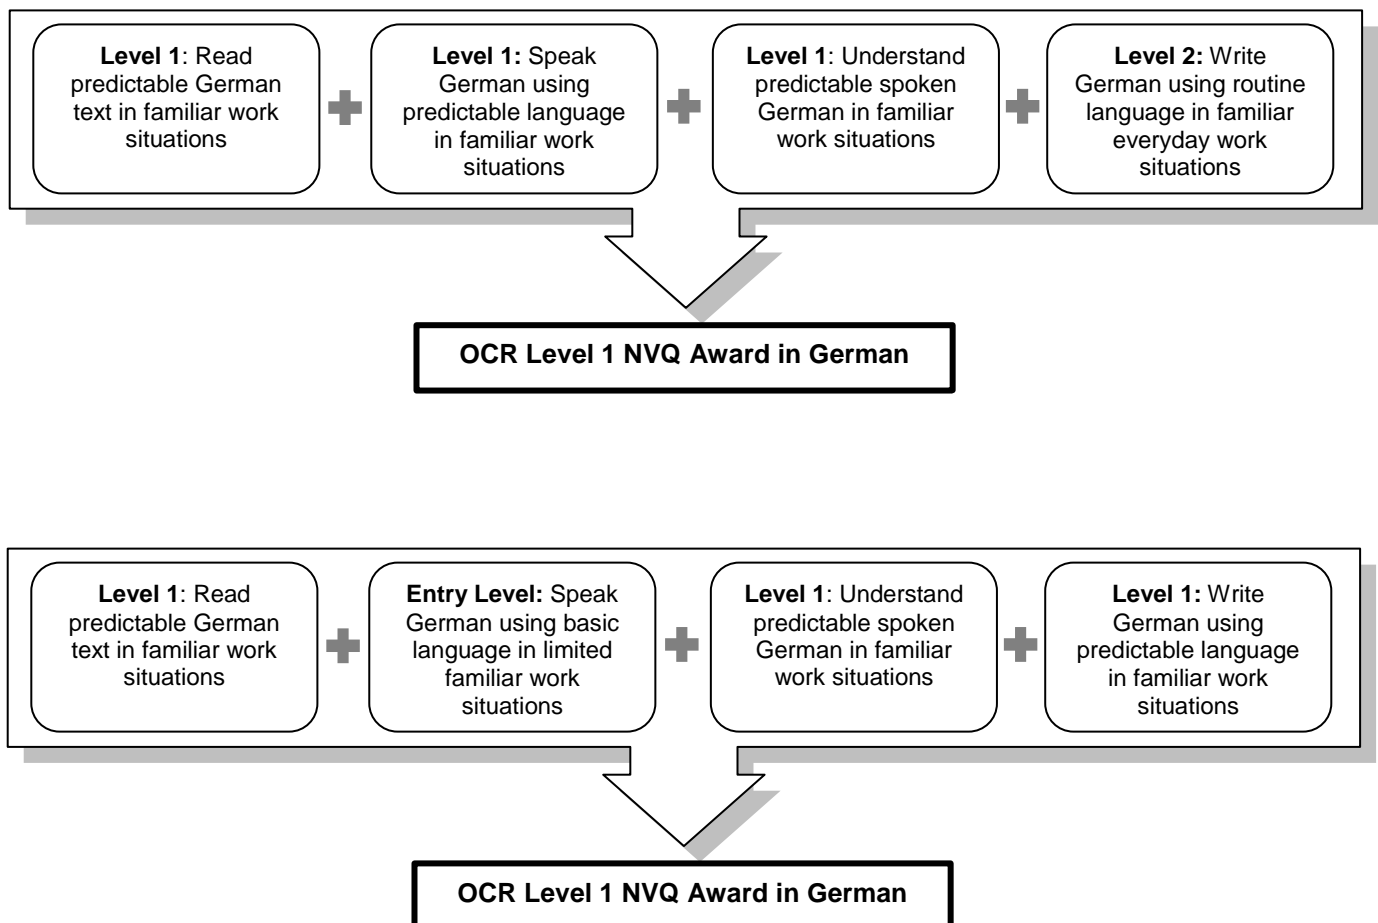 Level 1: Read
predictable German
text in familiar work
situations
Level 1: Speak
German using
predictable language
in familiar work
situations
Level 1: Understand
predictable spoken
German in familiar
work situations
Level 2: Write
German using routine
language in familiar
everyday work
situations
OCR Level 1 NVQ Award in German
Level 1: Read
predictable German
text in familiar work
situations
Entry Level: Speak
German using basic
language in limited
familiar work
situations
Level 1: Understand
predictable spoken
German in familiar
work situations
Level 1: Write
German using
predictable language
in familiar work
situations
OCR Level 1 NVQ Award in German